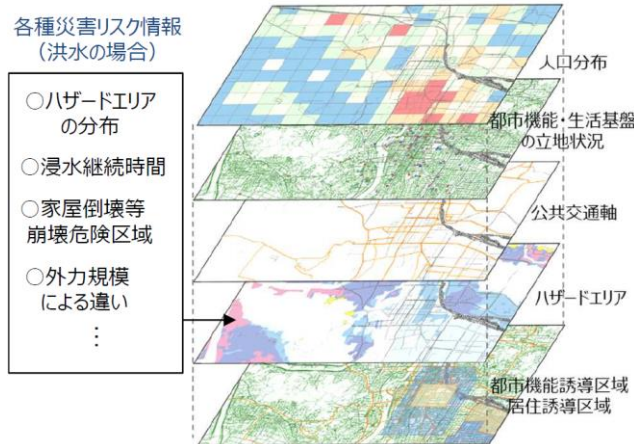 各種災害リスク情報
（洪水の場合）
○ハザードエリア
の分布
○浸水継続時間
○家屋倒壊等
崩壊危険区域
○外力規模
による違い
⋮
人口分布
都市機能・生活基盤
の立地状況
公共交通軸
ハザードエリア
都市機能誘導区域
居住誘導区域